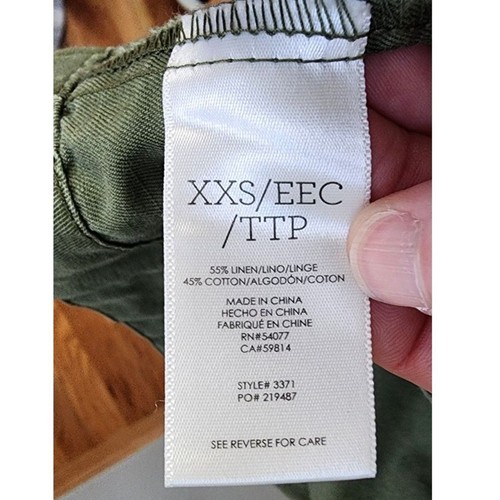 XXS/EEC
/TTP
55% LINEN/LINO/LINGE
45% COTTON/ALGODÓN/COTON
MADE IN CHINA
HECHO EN CHINA
FABRIQUÉ EN CHINE
RN#54077
CA#59814
STYLE# 3371
PO# 219487
SEE REVERSE FOR CARE